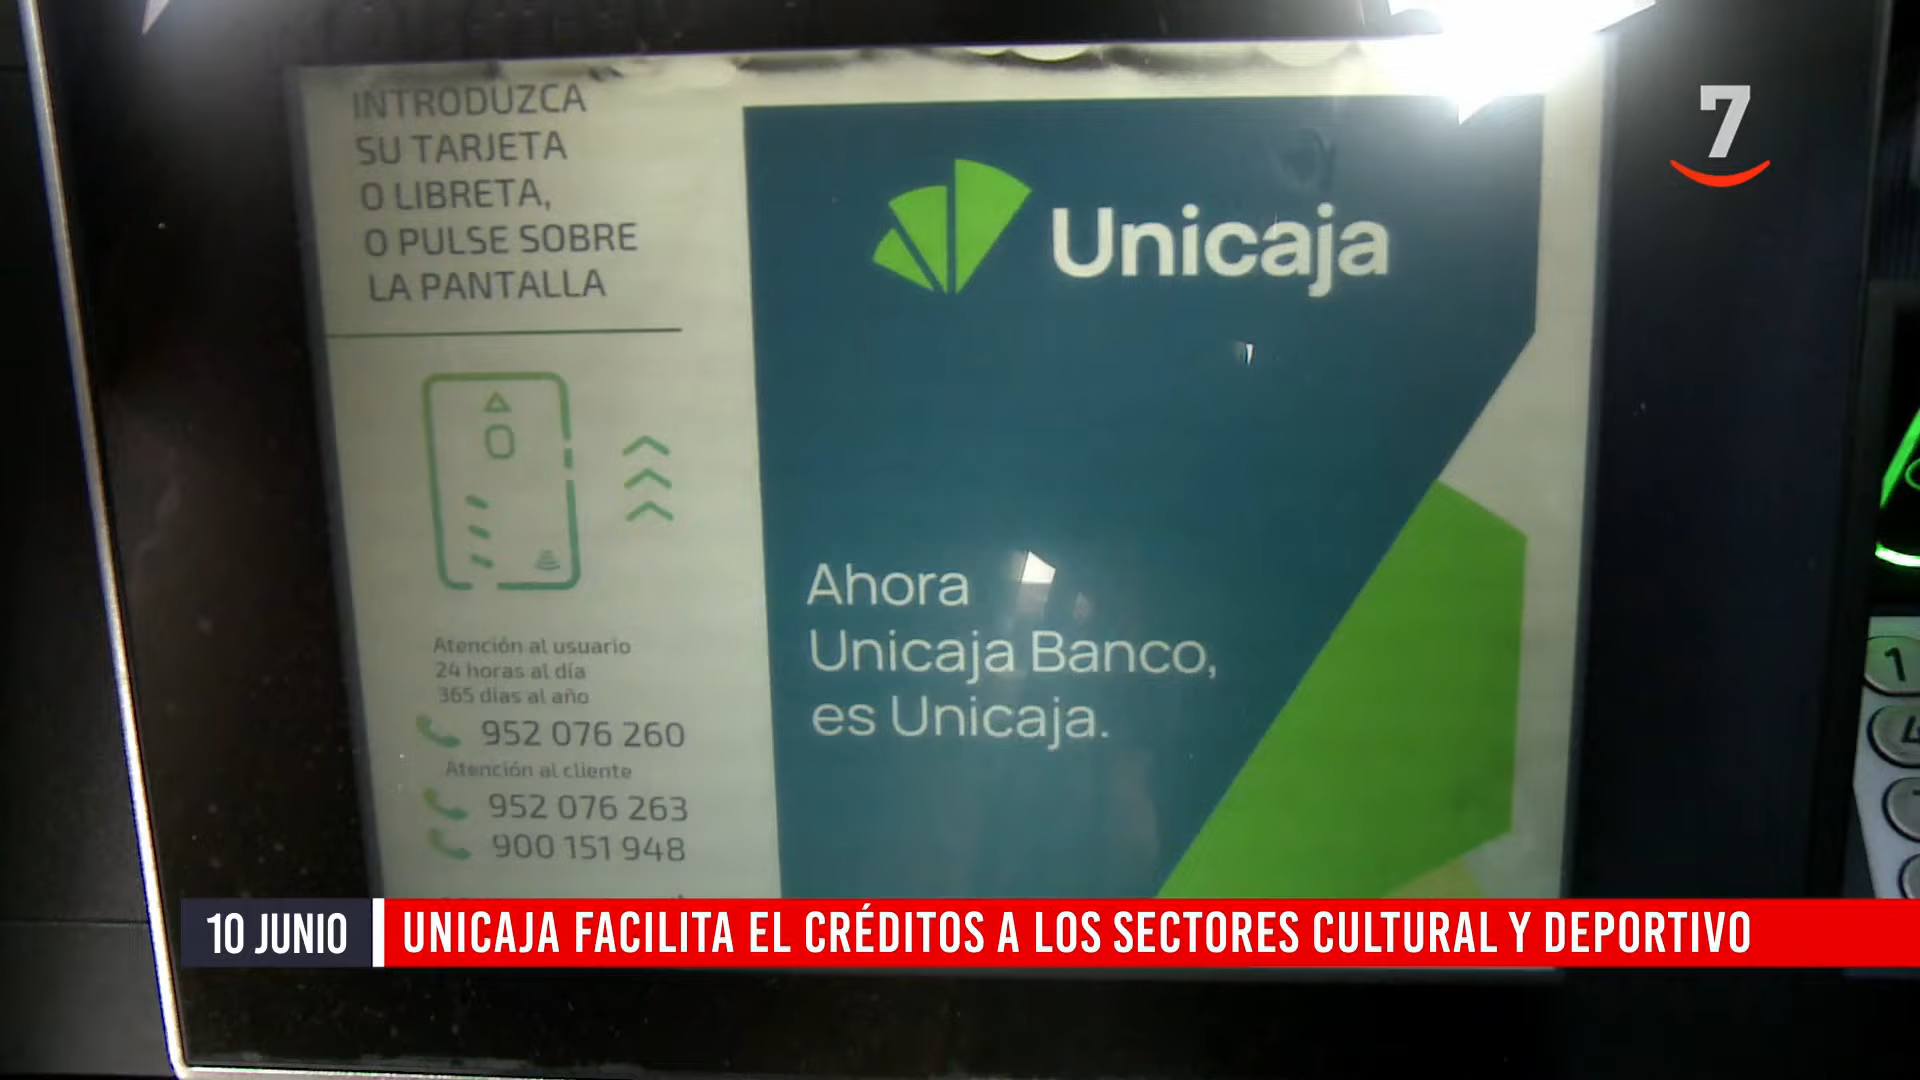 INTRODUZCA
SU TARJETA
O LIBRETA,
O PULSE SOBRE
LA PANTALLA
Atención al usuario
24 horas al día
365 días al año
952 076 260
Atención al cliente
952 076 263
900 151 948
Unicaja
Ahora
Unicaja Banco,
es Unicaja.
7
1
4
10 JUNIO
UNICAJA FACILITA EL CRÉDITOS A LOS SECTORES CULTURAL Y DEPORTIVO